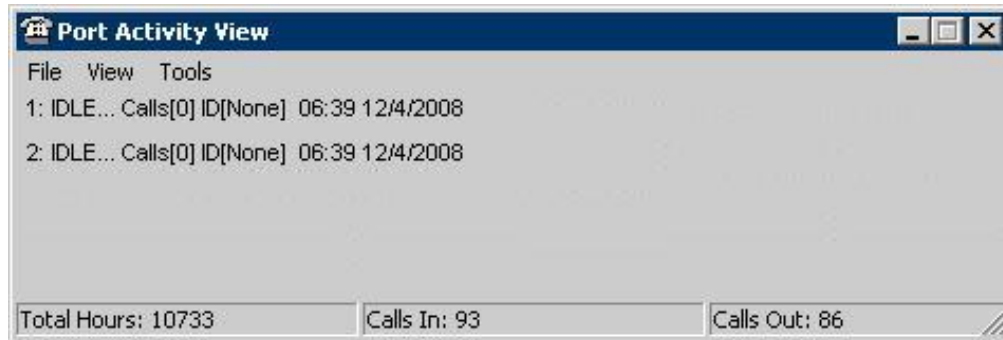 Port Activity View
File View Tools
1: IDLE... Calls[0] ID[None] 06:39 12/4/2008
2: IDLE... Calls[0] ID[None] 06:39 12/4/2008
Total Hours: 10733 Calls In: 93 Calls Out: 86